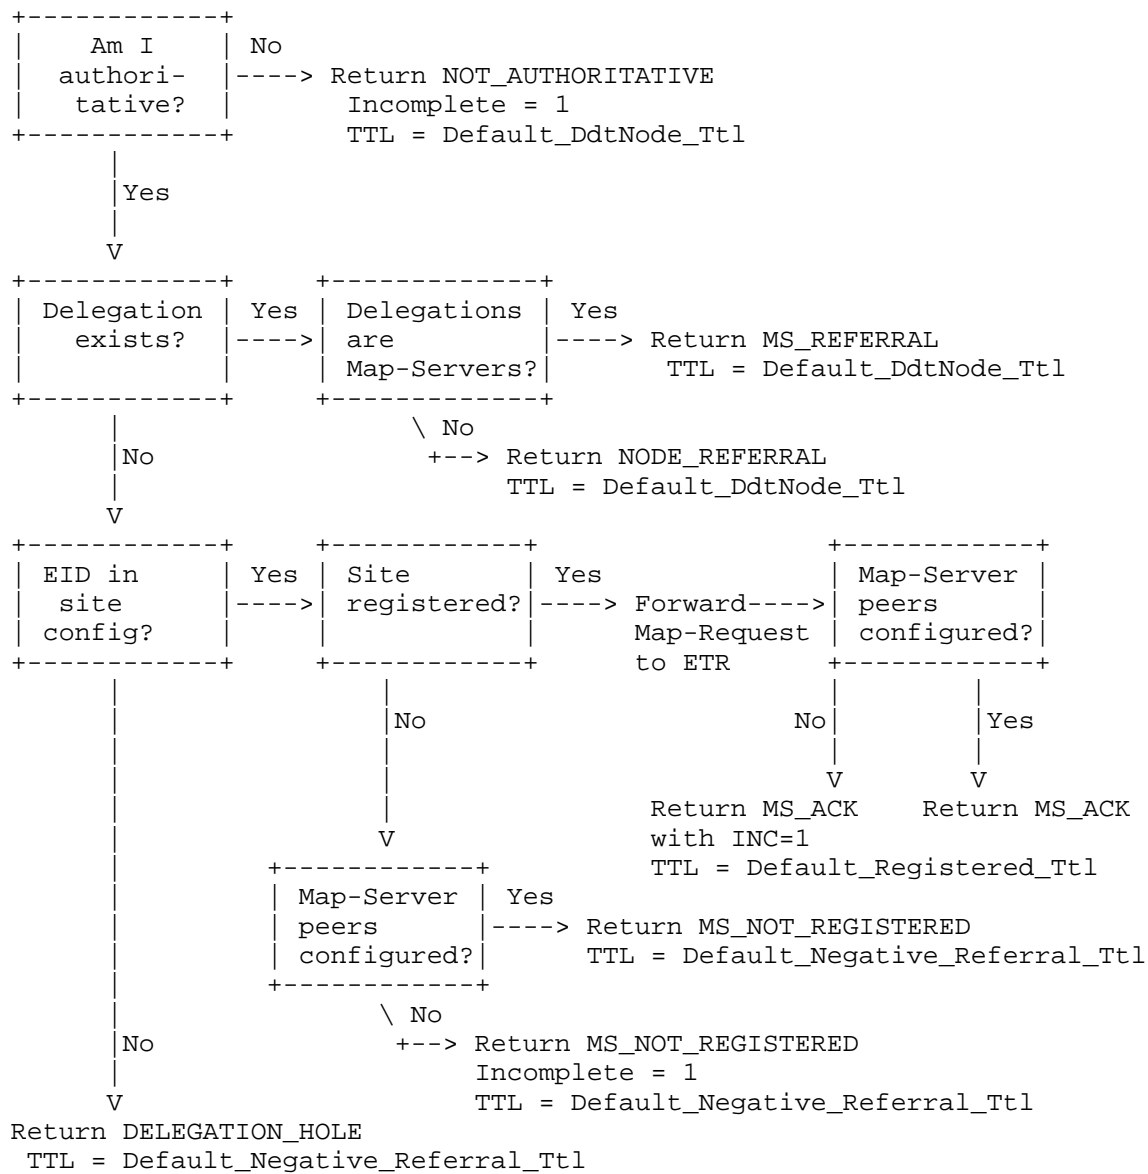 +------------+
|     Am I     | No
|   authori-   |----> Return NOT_AUTHORITATIVE
|    tative?   |       Incomplete = 1
+------------+       TTL = Default_DdtNode_Ttl
      |
      |Yes
      |
      V
+------------+     +-------------+
| Delegation | Yes | Delegations | Yes
|   exists?  |---->| are         |----> Return MS_REFERRAL
|            |     | Map-Servers?|       TTL = Default_DdtNode_Ttl
+------------+     +-------------+
      |                  \ No
      |No                 +--> Return NODE_REFERRAL
      |                        TTL = Default_DdtNode_Ttl
      V
+------------+     +------------+                  +------------+
| EID in     | Yes | Site       | Yes              | Map-Server |
|  site      |---->| registered?|----> Forward---->| peers      |
| config?    |     |            |      Map-Request | configured?|
+------------+     +------------+      to ETR      +------------+
      |                |                           |        |
      |                |No                       No|        |Yes
      |                |                           |        |
      |                |                           V        V
      |                |                Return MS_ACK    Return MS_ACK
      |                V                with INC=1
      |         +------------+          TTL = Default_Registered_Ttl
      |         | Map-Server | Yes
      |         | peers      |----> Return MS_NOT_REGISTERED
      |         | configured?|      TTL = Default_Negative_Referral_Ttl
      |         +------------+
      |                \ No
      |No               +--> Return MS_NOT_REGISTERED
      |                      Incomplete = 1
      V                      TTL = Default_Negative_Referral_Ttl
Return DELEGATION_HOLE
 TTL = Default_Negative_Referral_Ttl